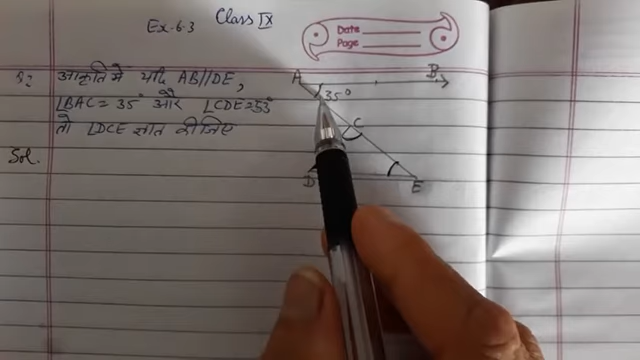 Ex-6.3 Class IX
Date
Page
Q2 आकृति में यदि AB//DE,
∠BAC = 35° और ∠CDE = 53°
तो ∠DCE ज्ञात कीजिए
Sol.
A B
35°
C
D E